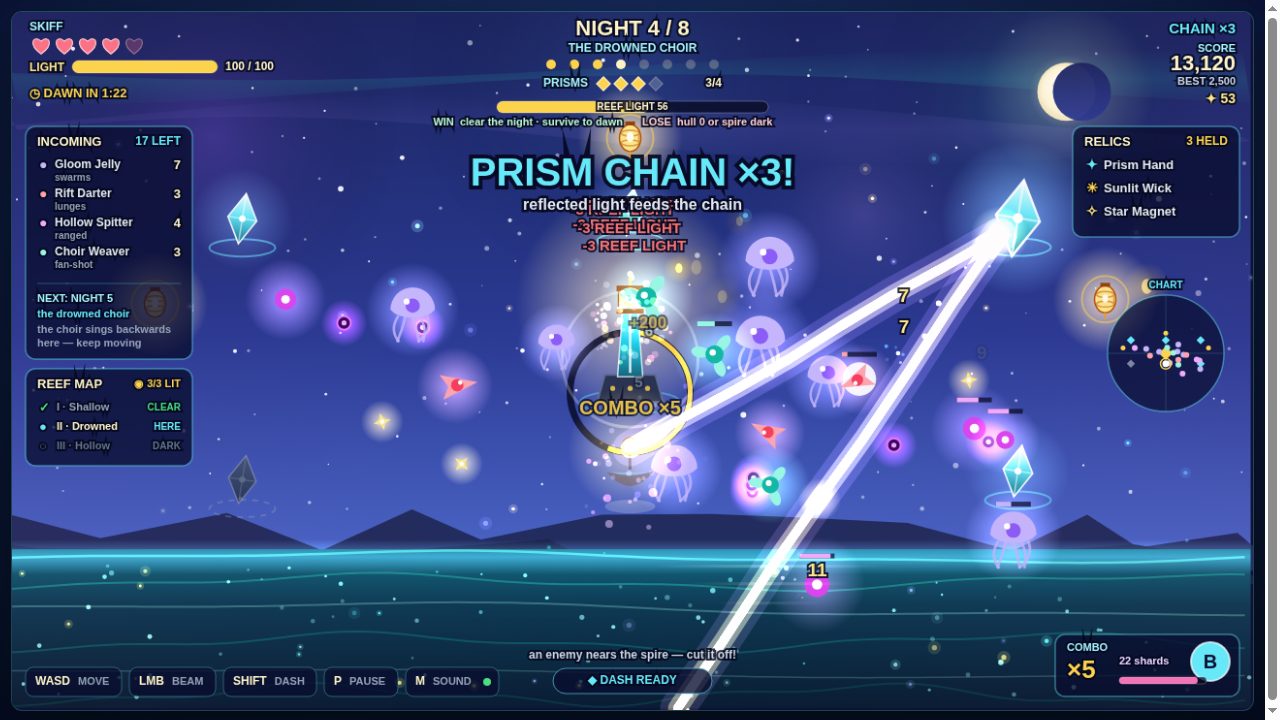 SKIFF
LIGHT 100 / 100
DAWN IN 1:22
NIGHT 4 / 8
THE DROWNED CHOIR
PRISMS 3/4
REEF LIGHT 56
WIN clear the night · survive to dawn LOSE hull 0 or spire dark
CHAIN ×3
SCORE
13,120
BEST 2,500
✦ 53
INCOMING 17 LEFT
Gloom Jelly 7
swarms
Rift Darter 3
lunges
Hollow Spitter 4
ranged
Choir Weaver 3
fan-shot
NEXT: NIGHT 5
the drowned choir
the choir sings backwards
here — keep moving
REEF MAP ◉ 3/3 LIT
✓ I · Shallow CLEAR
II · Drowned HERE
III · Hollow DARK
PRISM CHAIN ×3!
reflected light feeds the chain
-3 REEF LIGHT
-3 REEF LIGHT
-3 REEF LIGHT
RELICS 3 HELD
Prism Hand
Sunlit Wick
Star Magnet
CHART
+200
7
7
9
5
COMBO ×5
11
an enemy nears the spire — cut it off!
◆ DASH READY
WASD MOVE
LMB BEAM
SHIFT DASH
P PAUSE
M SOUND
COMBO
×5
22 shards
B